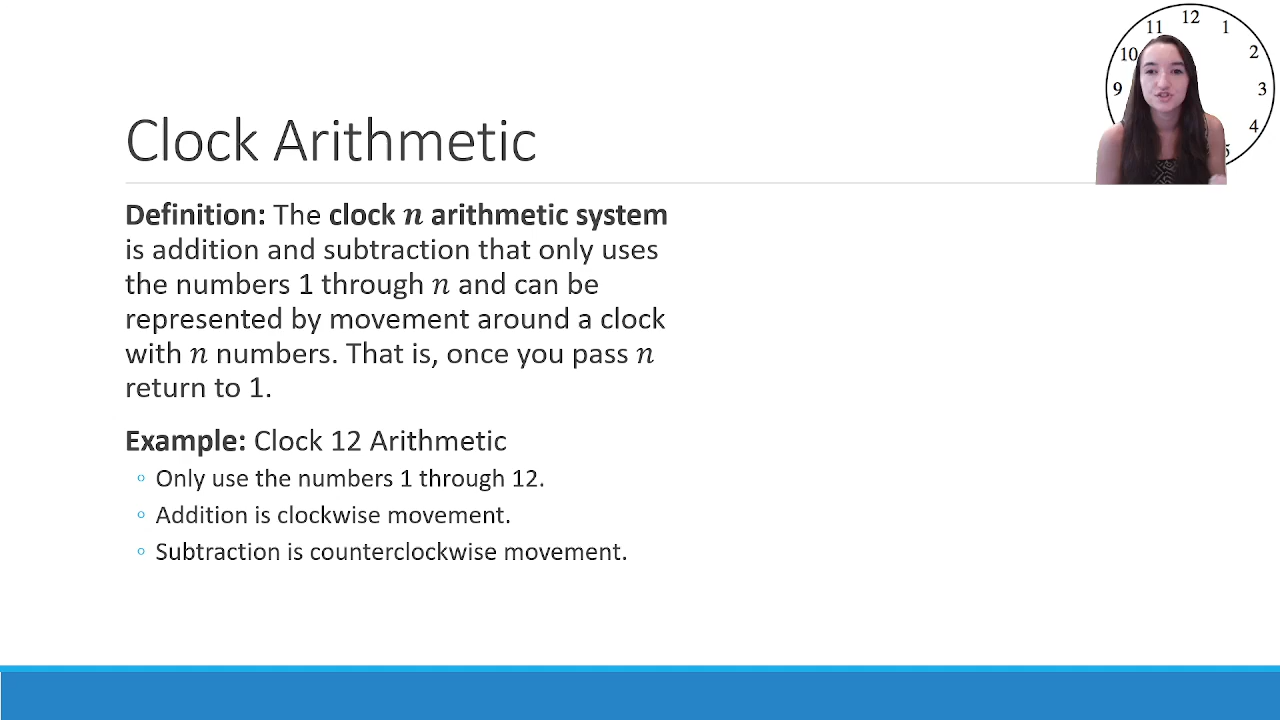 12
11
1
10
2
9
3
4
5
Clock Arithmetic
Definition: The clock n arithmetic system
is addition and subtraction that only uses
the numbers 1 through n and can be
represented by movement around a clock
with n numbers. That is, once you pass n
return to 1.
Example: Clock 12 Arithmetic
◦ Only use the numbers 1 through 12.
◦ Addition is clockwise movement.
◦ Subtraction is counterclockwise movement.